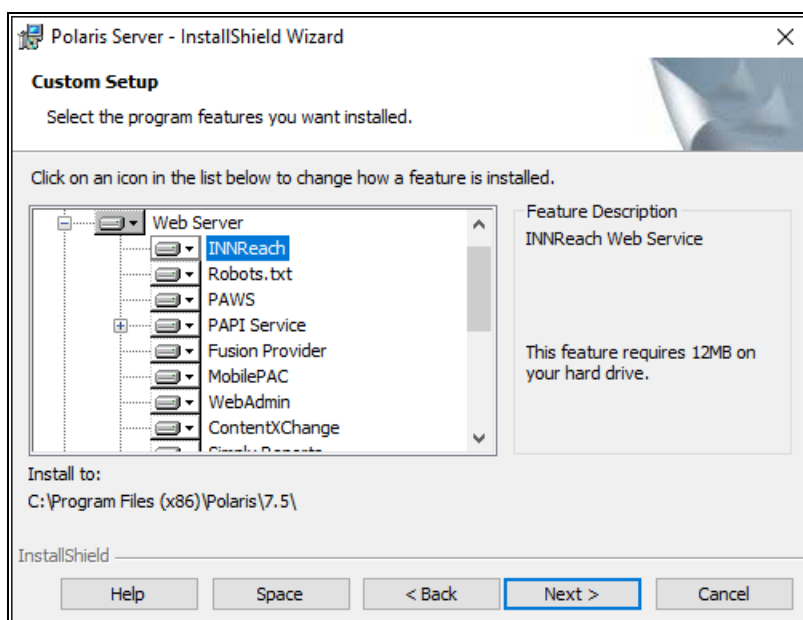 Polaris Server - InstallShield Wizard
Custom Setup
Select the program features you want installed.
Click on an icon in the list below to change how a feature is installed.
Web Server
INNReach
Robots.txt
PAWS
PAPI Service
Fusion Provider
MobilePAC
WebAdmin
ContentXChange
Simply Reports
Feature Description
INNReach Web Service
This feature requires 12MB on
your hard drive.
Install to:
C:\Program Files (x86)\Polaris\7.5\
InstallShield
Help
Space
< Back
Next >
Cancel